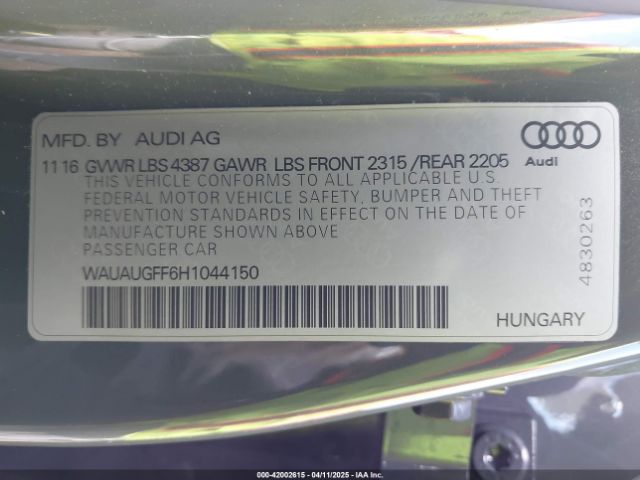 MFD. BY AUDI AG
11 16 GVWR LBS 4387 GAWR LBS FRONT 2315 /REAR 2205
THIS VEHICLE CONFORMS TO ALL APPLICABLE U.S.
FEDERAL MOTOR VEHICLE SAFETY, BUMPER AND THEFT
PREVENTION STANDARDS IN EFFECT ON THE DATE OF
MANUFACTURE SHOWN ABOVE
PASSENGER CAR
WAUAUGFF6H1044150
Audi
4830263
HUNGARY
000-42002615 - 04/11/2025 - IAA Inc.